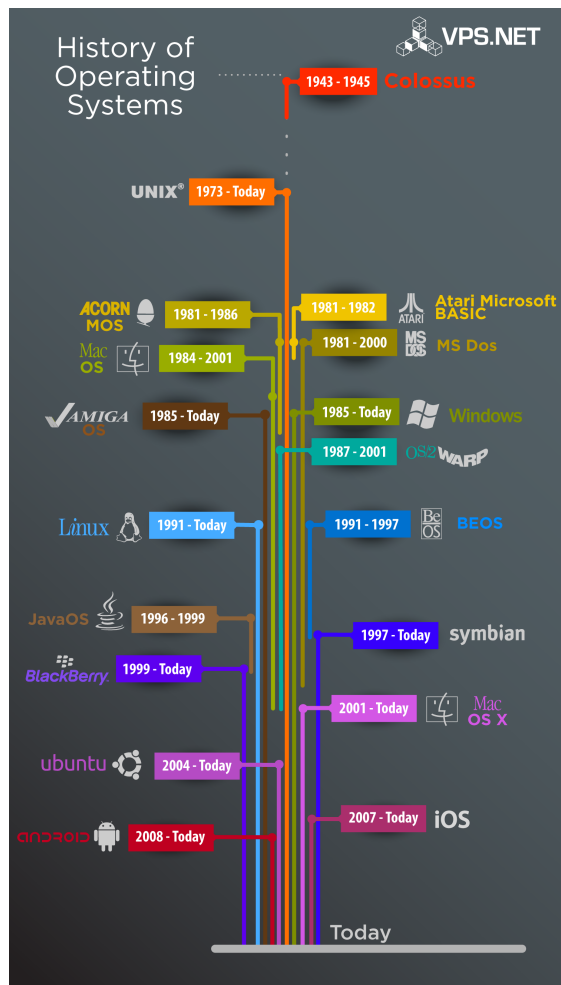 History of
Operating
Systems
VPS.NET
1943 - 1945
Colossus
UNIX®
1973 - Today
ACORN
MOS
1981 - 1986
1981 - 1982
ATARI
Atari Microsoft
BASIC
Mac
OS
1984 - 2001
1981 - 2000
MS
DOS
MS Dos
AMIGA
OS
1985 - Today
1985 - Today
Windows
1987 - 2001
OS/2 WARP
Linux
1991 - Today
1991 - 1997
Be
OS
BEOS
JavaOS
1996 - 1999
1997 - Today
symbian
BlackBerry.
1999 - Today
2001 - Today
Mac
OS X
ubuntu
2004 - Today
2007 - Today
iOS
ANDROID
2008 - Today
Today